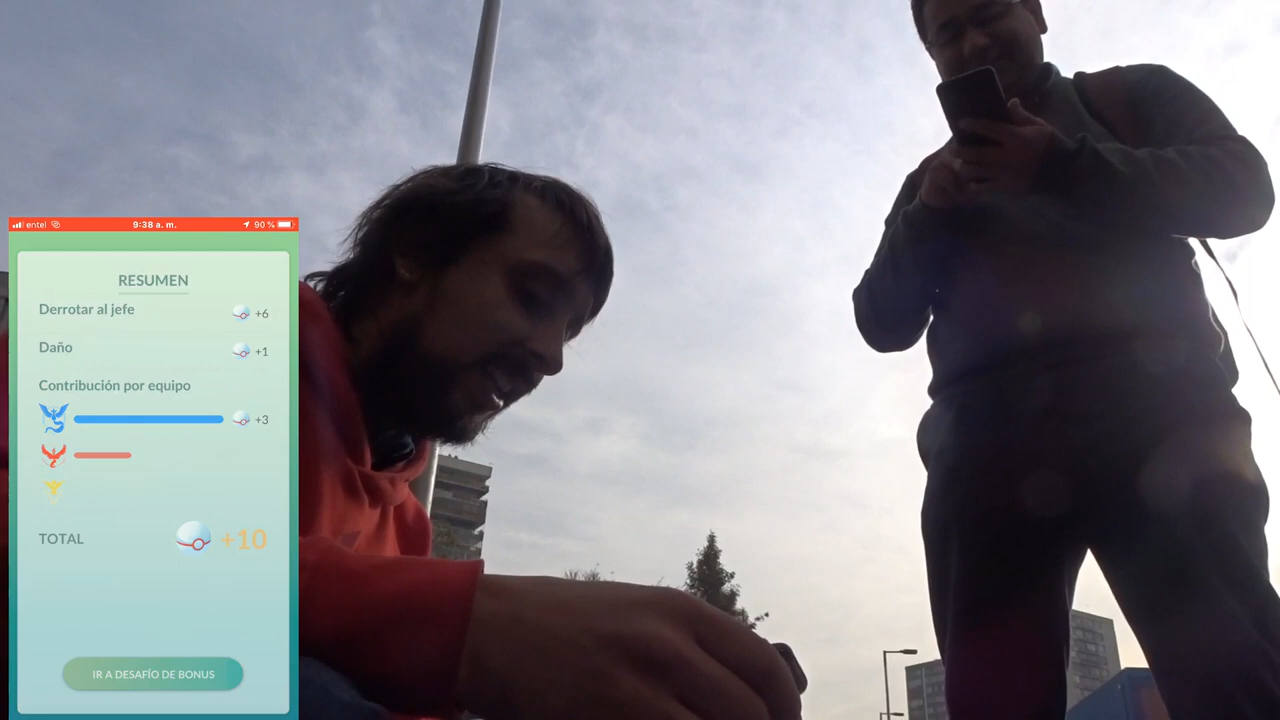 entel 9:38 a. m. 90 %
RESUMEN
Derrotar al jefe +6
Daño +1
Contribución por equipo
+3
TOTAL +10
IR A DESAFÍO DE BONUS